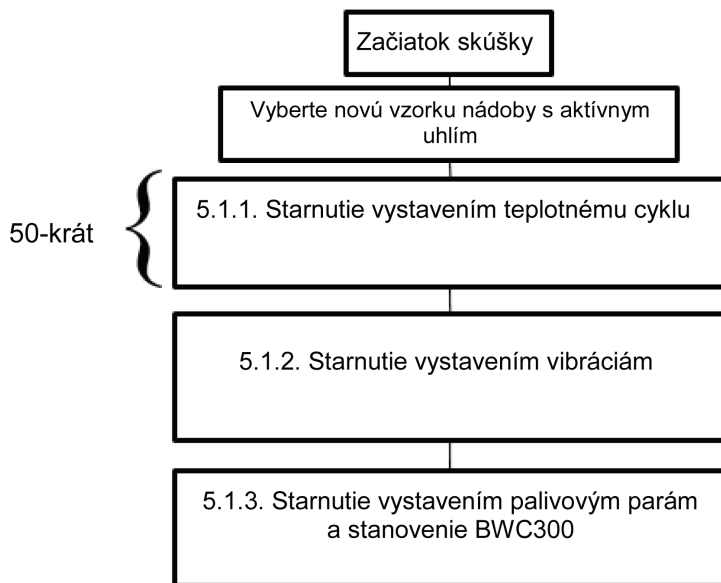 Začiatok skúšky
Vyberte novú vzorku nádoby s aktívnym
uhlím
50-krát
5.1.1. Starnutie vystavením teplotnému cyklu
5.1.2. Starnutie vystavením vibráciám
5.1.3. Starnutie vystavením palivovým parám
a stanovenie BWC300